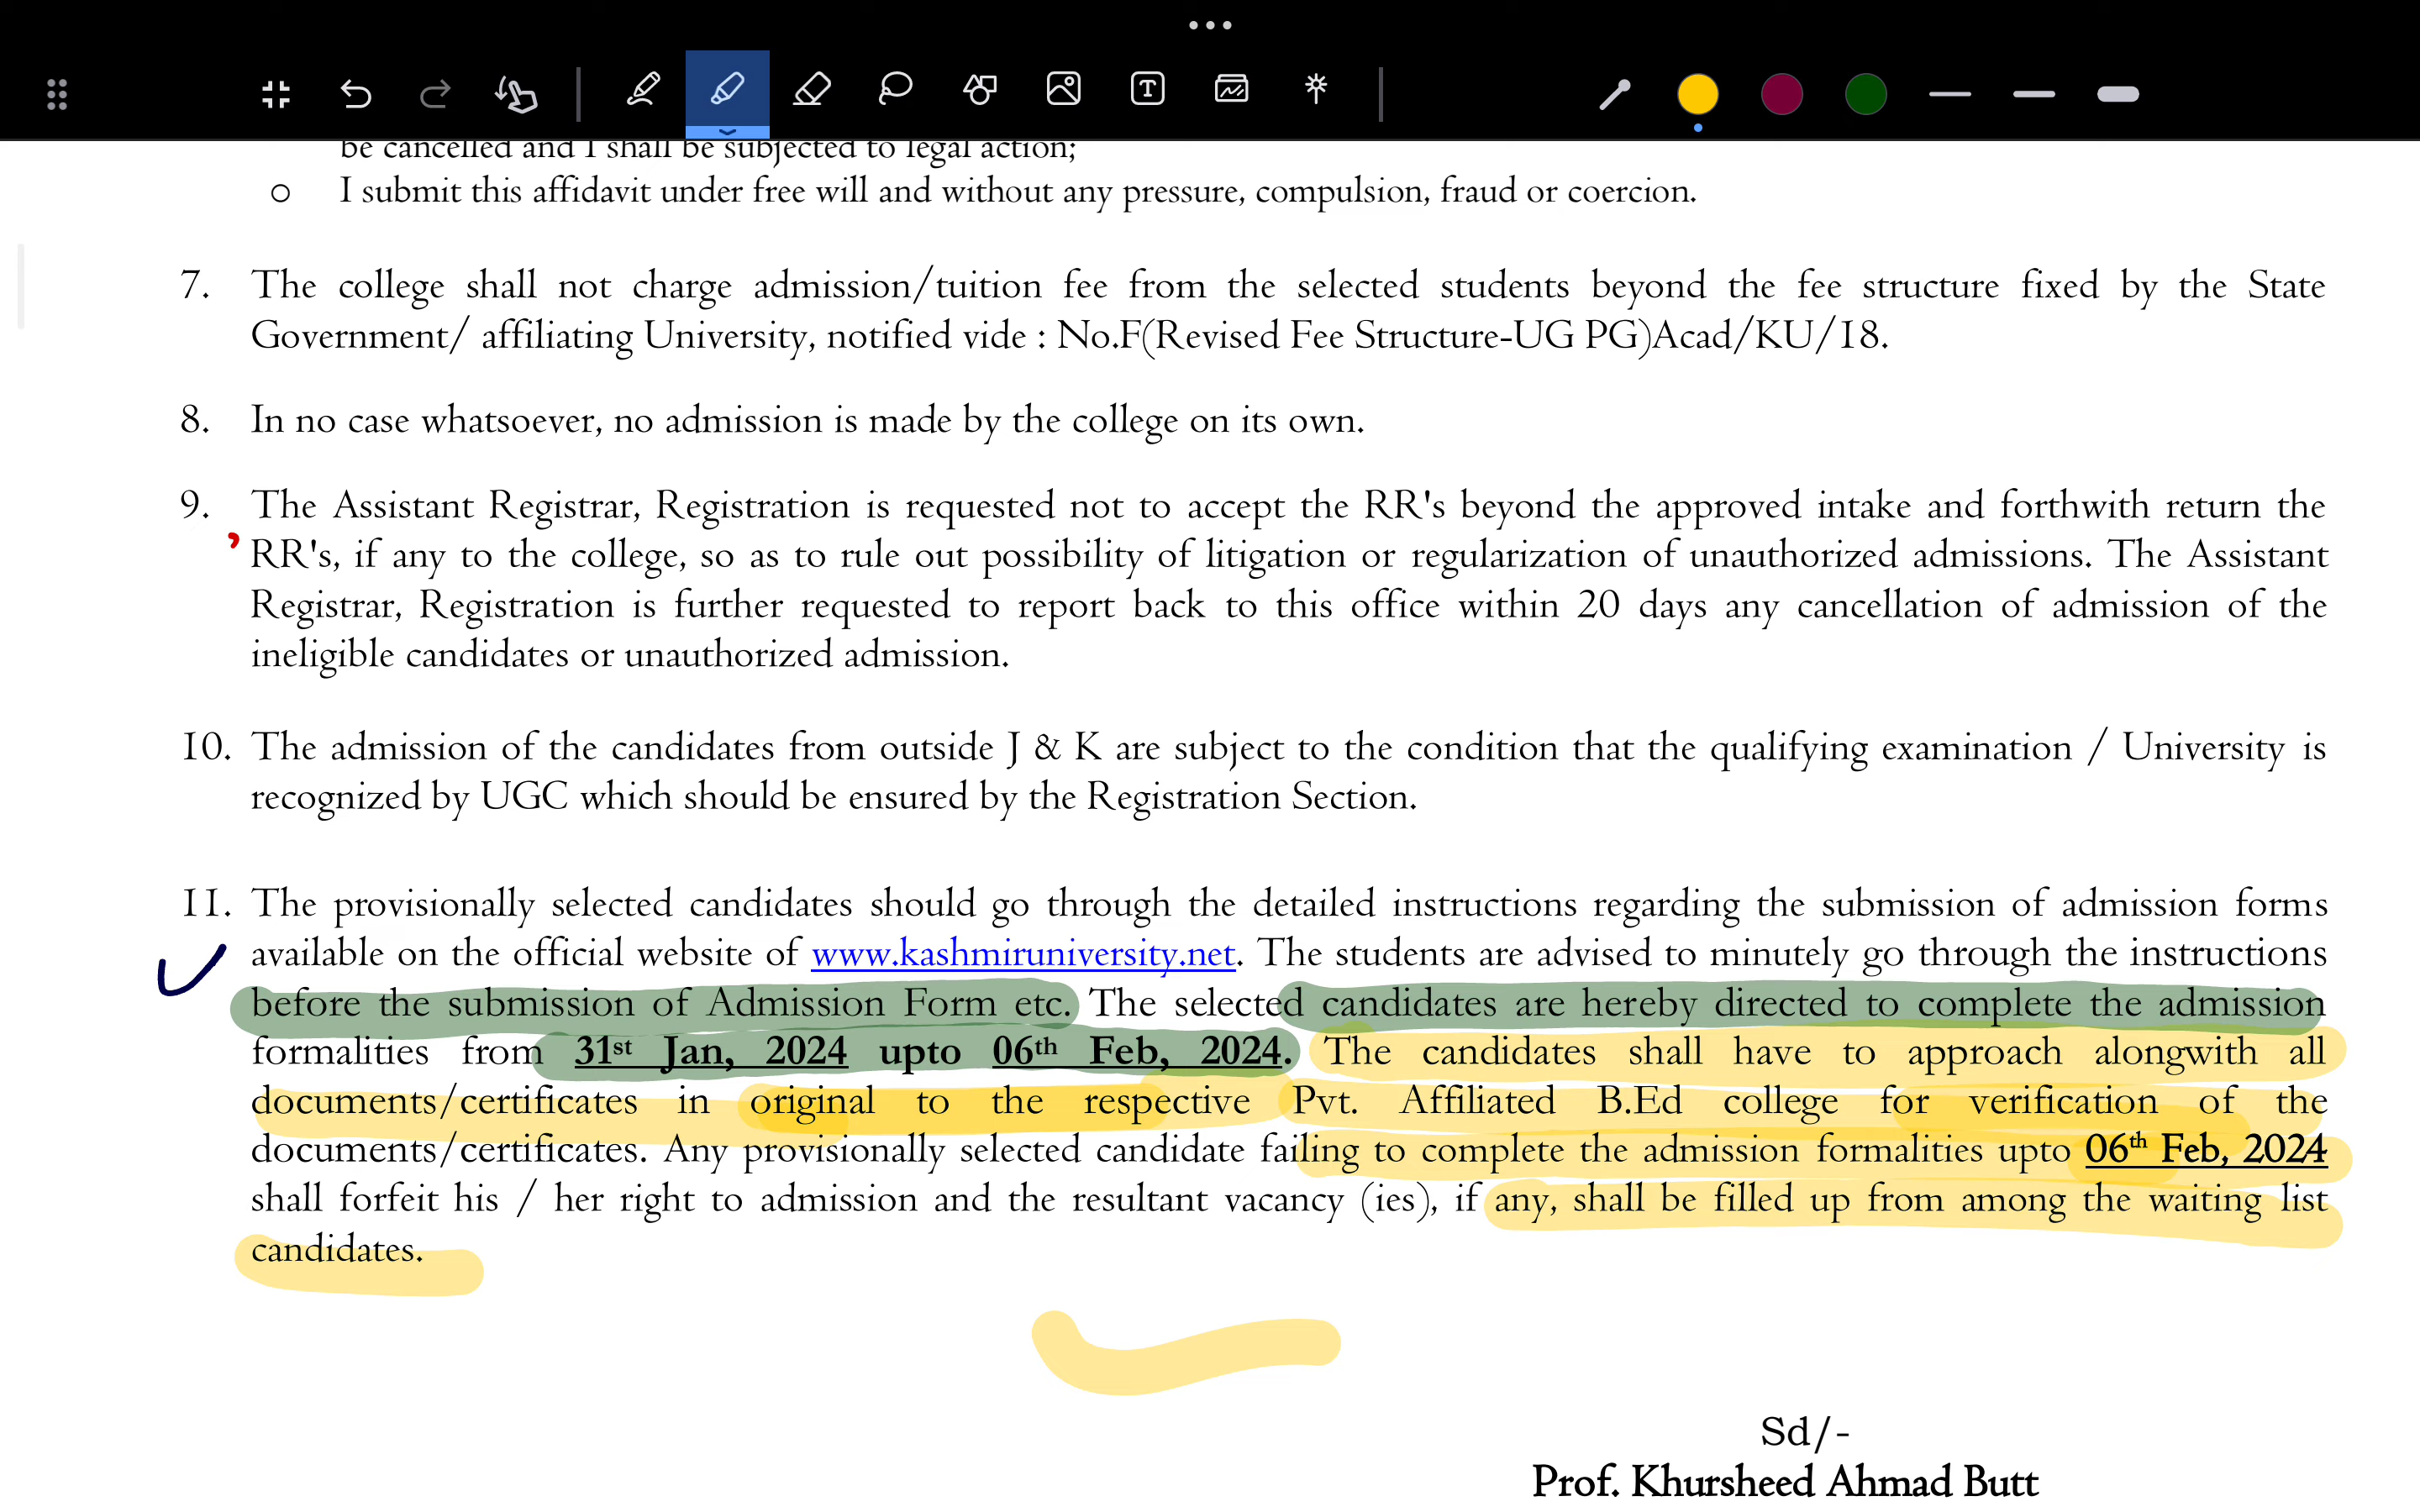 be cancelled and I shall be subjected to legal action;
o I submit this affidavit under free will and without any pressure, compulsion, fraud or coercion.
7. The college shall not charge admission/tuition fee from the selected students beyond the fee structure fixed by the State
Government/ affiliating University, notified vide : No.F(Revised Fee Structure-UG PG)Acad/KU/18.
8. In no case whatsoever, no admission is made by the college on its own.
9. The Assistant Registrar, Registration is requested not to accept the RR's beyond the approved intake and forthwith return the
RR's, if any to the college, so as to rule out possibility of litigation or regularization of unauthorized admissions. The Assistant
Registrar, Registration is further requested to report back to this office within 20 days any cancellation of admission of the
ineligible candidates or unauthorized admission.
10. The admission of the candidates from outside J & K are subject to the condition that the qualifying examination / University is
recognized by UGC which should be ensured by the Registration Section.
11. The provisionally selected candidates should go through the detailed instructions regarding the submission of admission forms
available on the official website of www.kashmiruniversity.net. The students are advised to minutely go through the instructions
before the submission of Admission Form etc. The selected candidates are hereby directed to complete the admission
formalities from 31st Jan, 2024 upto 06th Feb, 2024. The candidates shall have to approach alongwith all
documents/certificates in original to the respective Pvt. Affiliated B.Ed college for verification of the
documents/certificates. Any provisionally selected candidate failing to complete the admission formalities upto 06th Feb, 2024
shall forfeit his / her right to admission and the resultant vacancy (ies), if any, shall be filled up from among the waiting list
candidates.
Sd/-
Prof. Khursheed Ahmad Butt